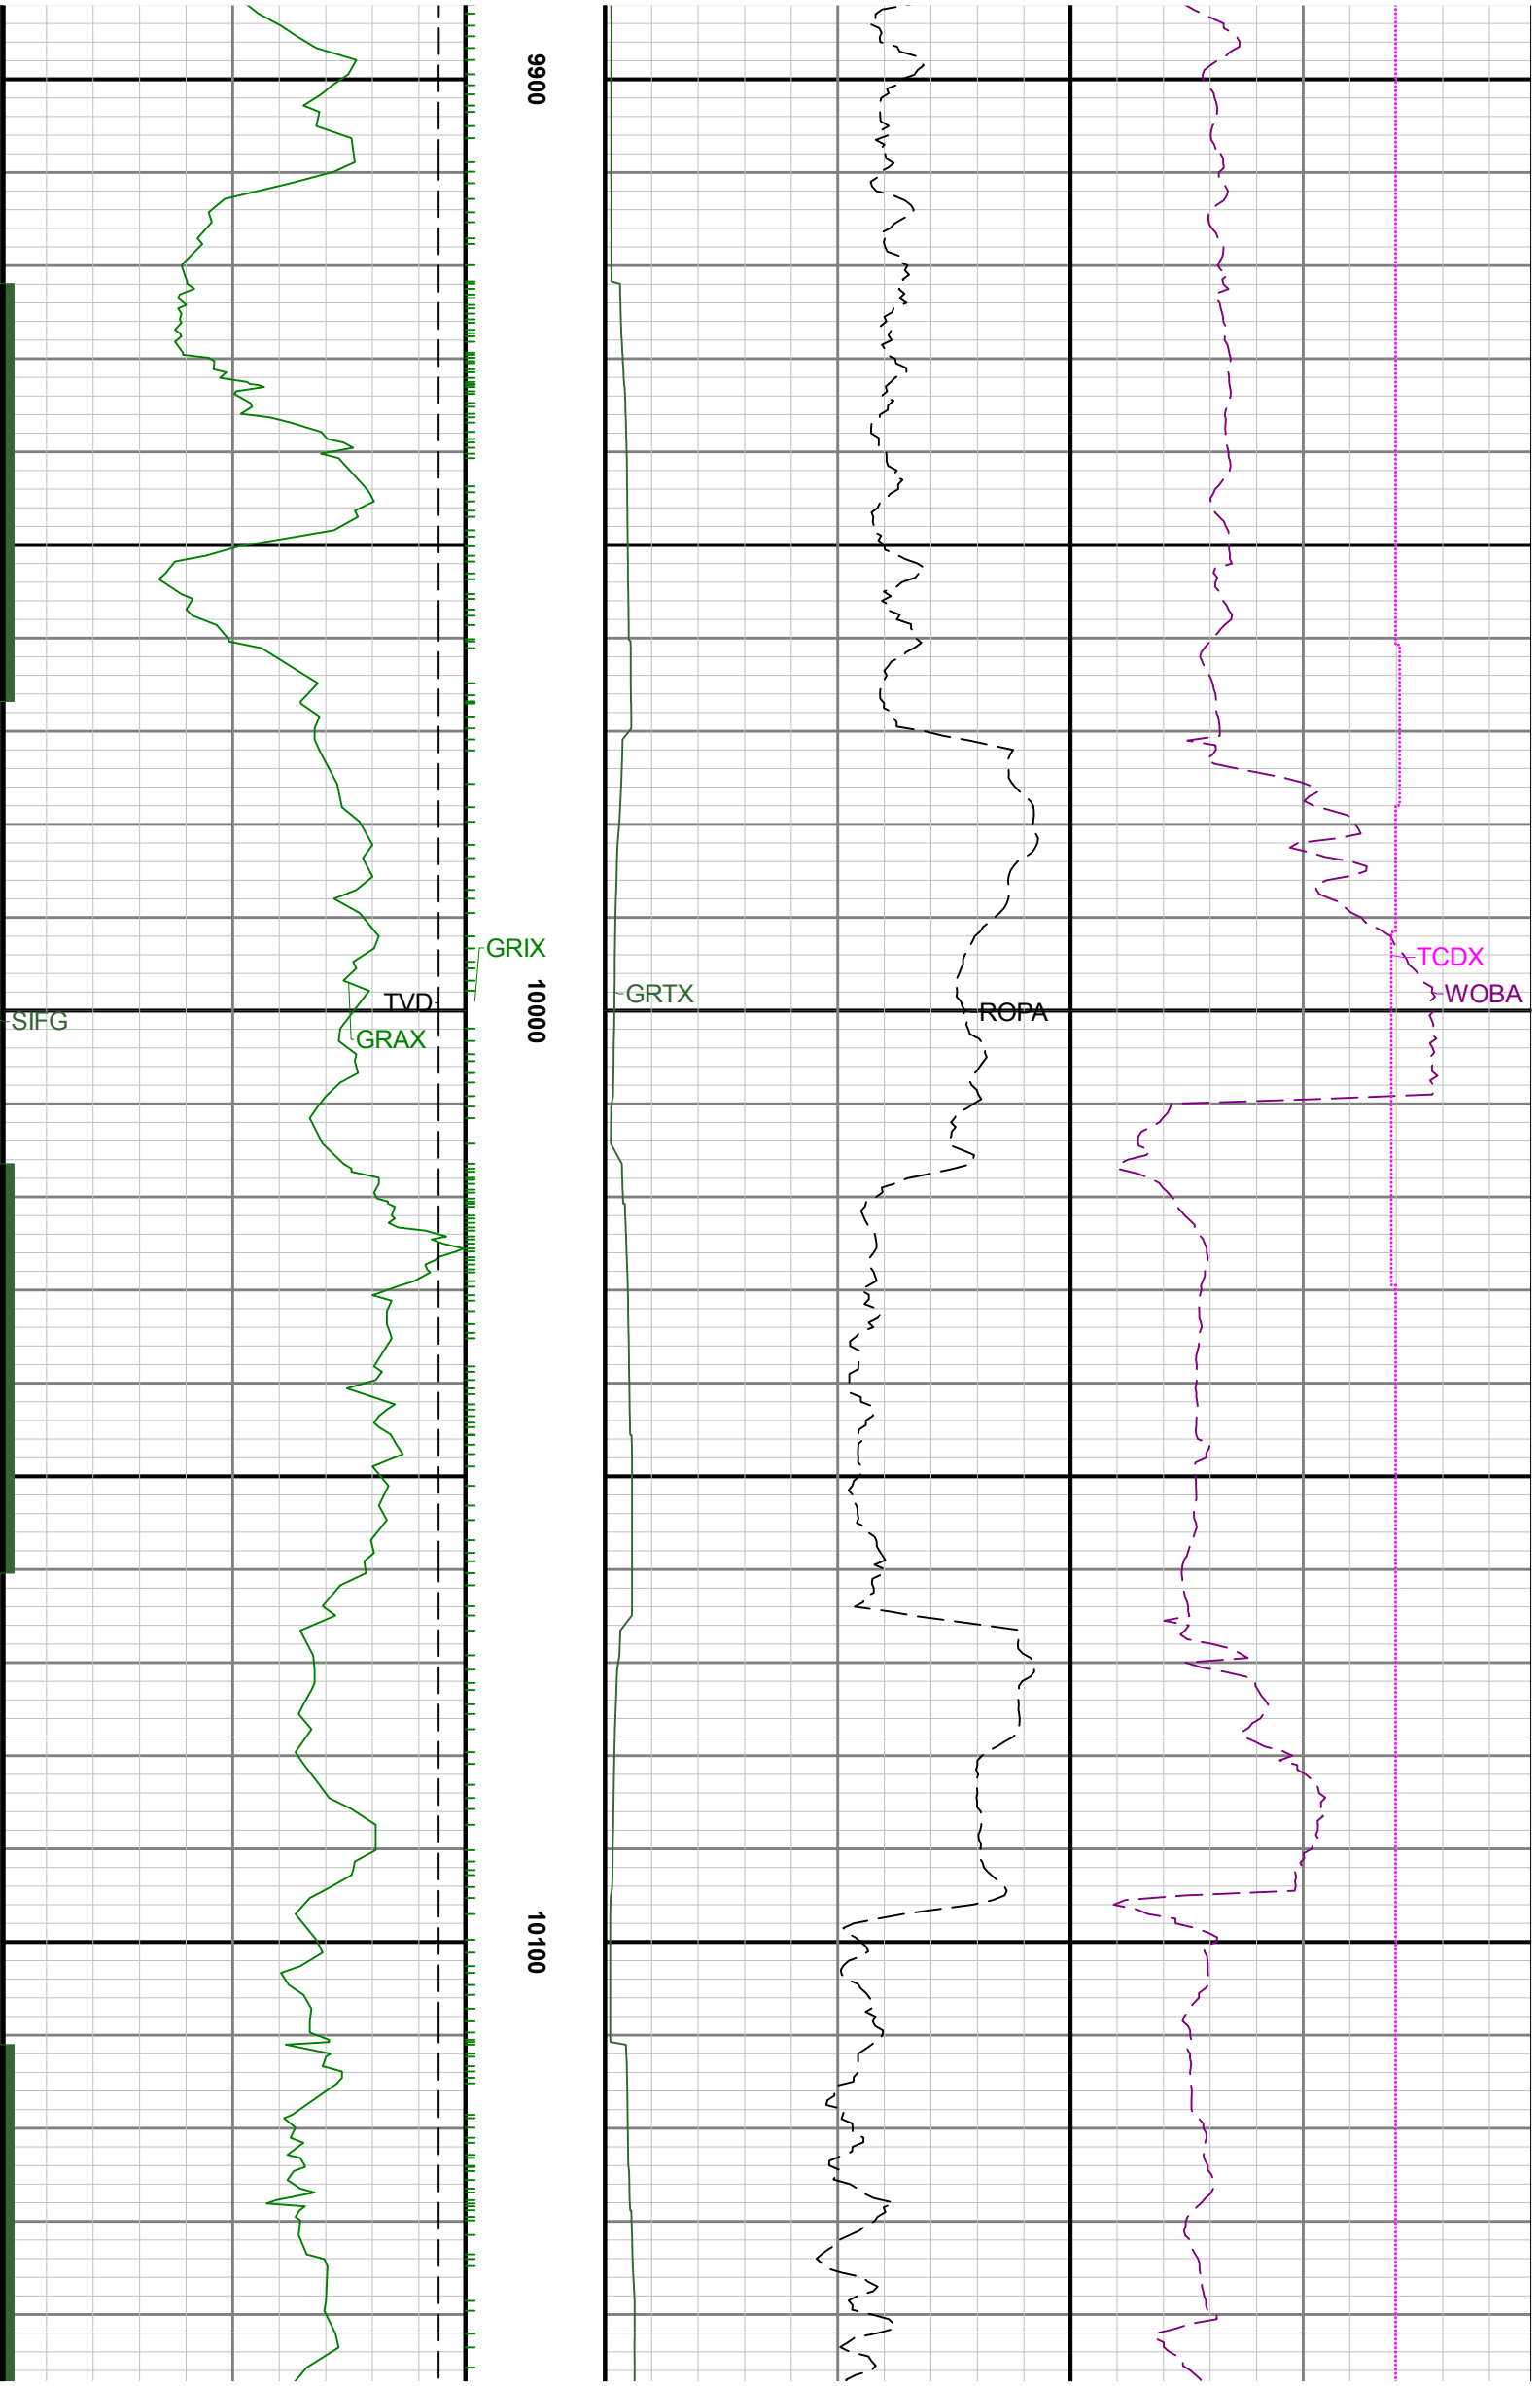 9900
GRIX
TCDX
GRTX
WOBA
TVD
10000
ROPA
SIFG
GRAX
10100